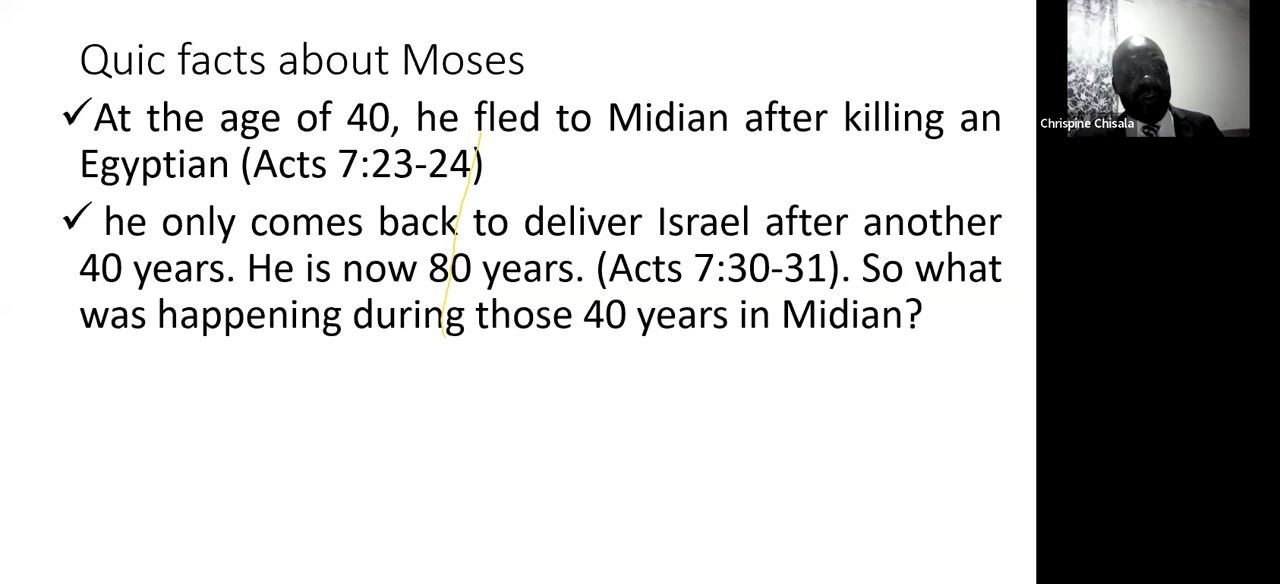 Quic facts about Moses
✓At the age of 40, he fled to Midian after killing an
Egyptian (Acts 7:23-24)
✓ he only comes back to deliver Israel after another
40 years. He is now 80 years. (Acts 7:30-31). So what
was happening during those 40 years in Midian?
Chrispine Chisala